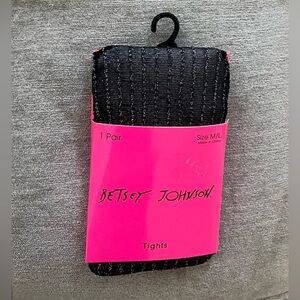 1 Pair
Size M/L
Made in China
BETSEY JOHNSON.
Tights